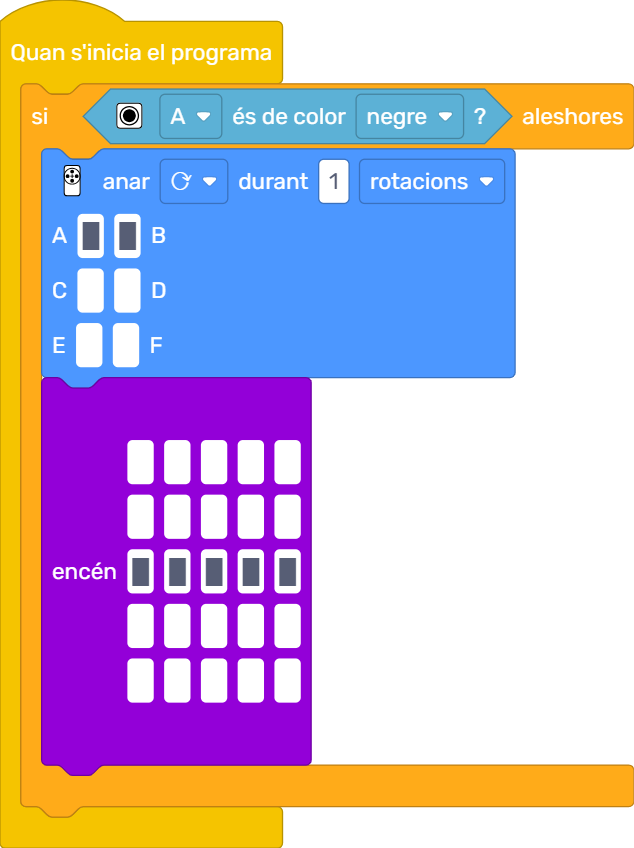 Quan s'inicia el programa
si A és de color negre ? aleshores
anar durant 1 rotacions
A B
C D
E F
encén